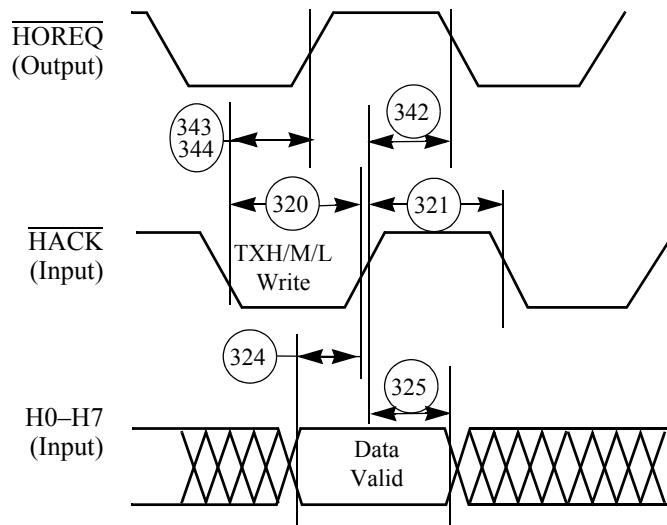 HOREQ
(Output)
343
344
342
320
321
HACK
(Input)
TXH/M/L
Write
324
325
H0–H7
(Input)
Data
Valid